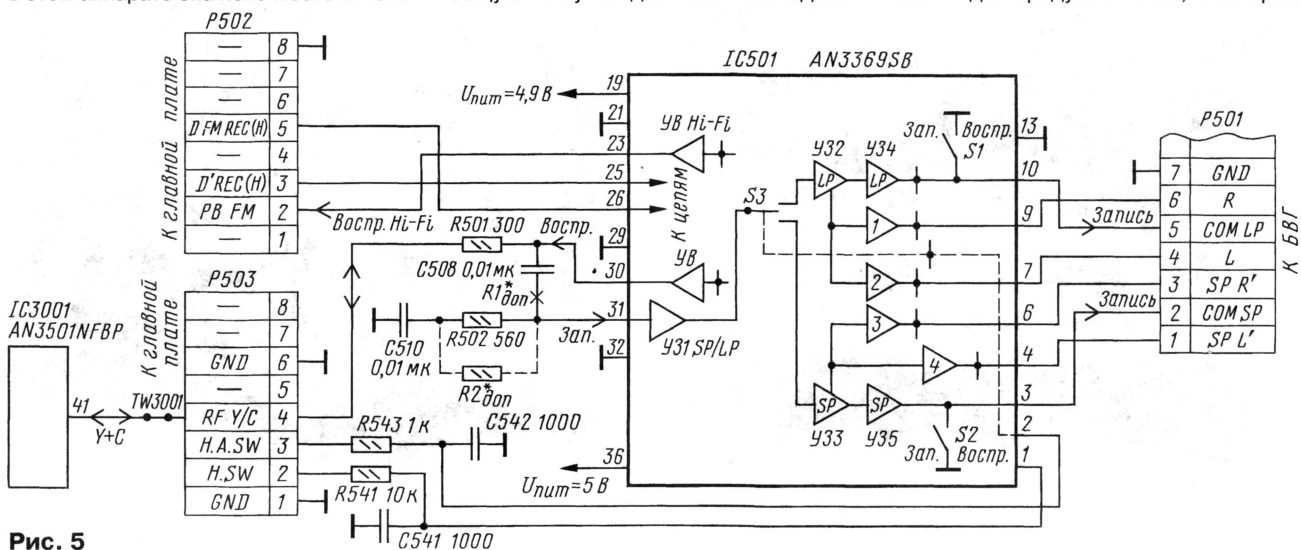 P502
К главной плате
— 8
— 7
— 6
D FM REC(H) 5
— 4
D'REC(H) 3
PB FM 2
— 1
Воспр. Hi-Fi
P503
К главной плате
— 8
— 7
GND 6
— 5
RF Y/C 4
H.A.SW 3
H.SW 2
GND 1
IC3001
AN3501NFBP
41
Y+C
TW3001
R501 300
Воспр.
C508 0,01 мк
R1* доп
C510
0,01 мк
R502 560
R2* доп
Зап.
R543 1 к
C542 1000
R541 10 к
C541 1000
IC501 AN3369SB
Uпит=4,9 В
19
21
23
25
26
29
30
31
32
36
Uпит=5 В
УВ Hi-Fi
К цепям
УВ
У31 SP/LP
S3
У32
LP
У34
LP
1
2
3
4
SP
У33
SP
У35
Зап.
Воспр.
S1
S2
Зап.
Воспр.
13
10
9
7
6
4
3
2
1
Запись
Запись
P501
7 GND
6 R
5 COM LP
4 L
3 SP R'
2 COM SP
1 SP L'
К БВГ
Рис. 5